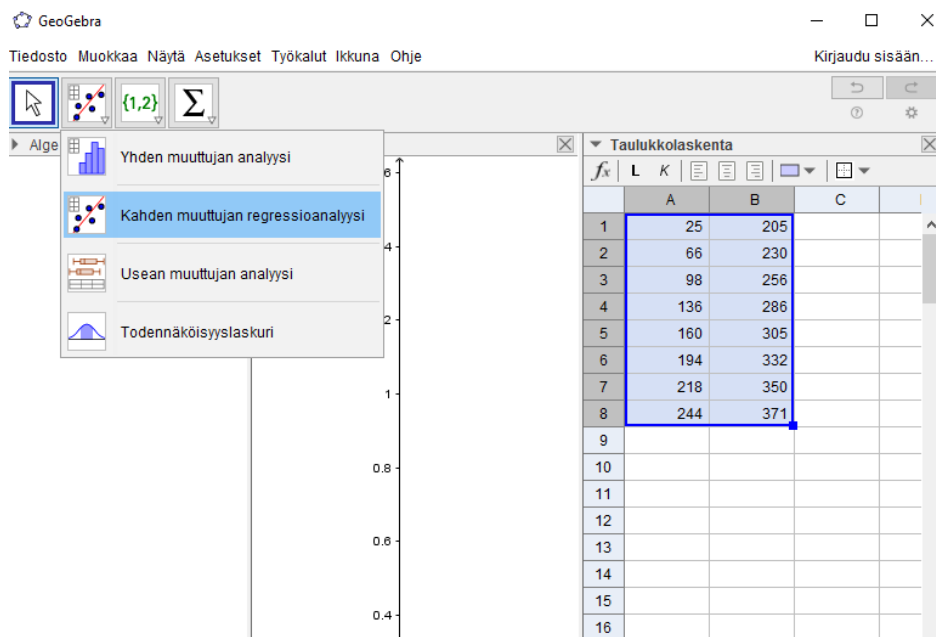 GeoGebra
Tiedosto Muokkaa Näytä Asetukset Työkalut Ikkuna Ohje Kirjaudu sisään...
{1,2} Σ
Alge
Yhden muuttujan analyysi
Kahden muuttujan regressioanalyysi
Usean muuttujan analyysi
Todennäköisyyslaskuri
6
4
2
1
0.8
0.6
0.4
Taulukkolaskenta
fx L K
A B C
1 25 205
2 66 230
3 98 256
4 136 286
5 160 305
6 194 332
7 218 350
8 244 371
9
10
11
12
13
14
15
16